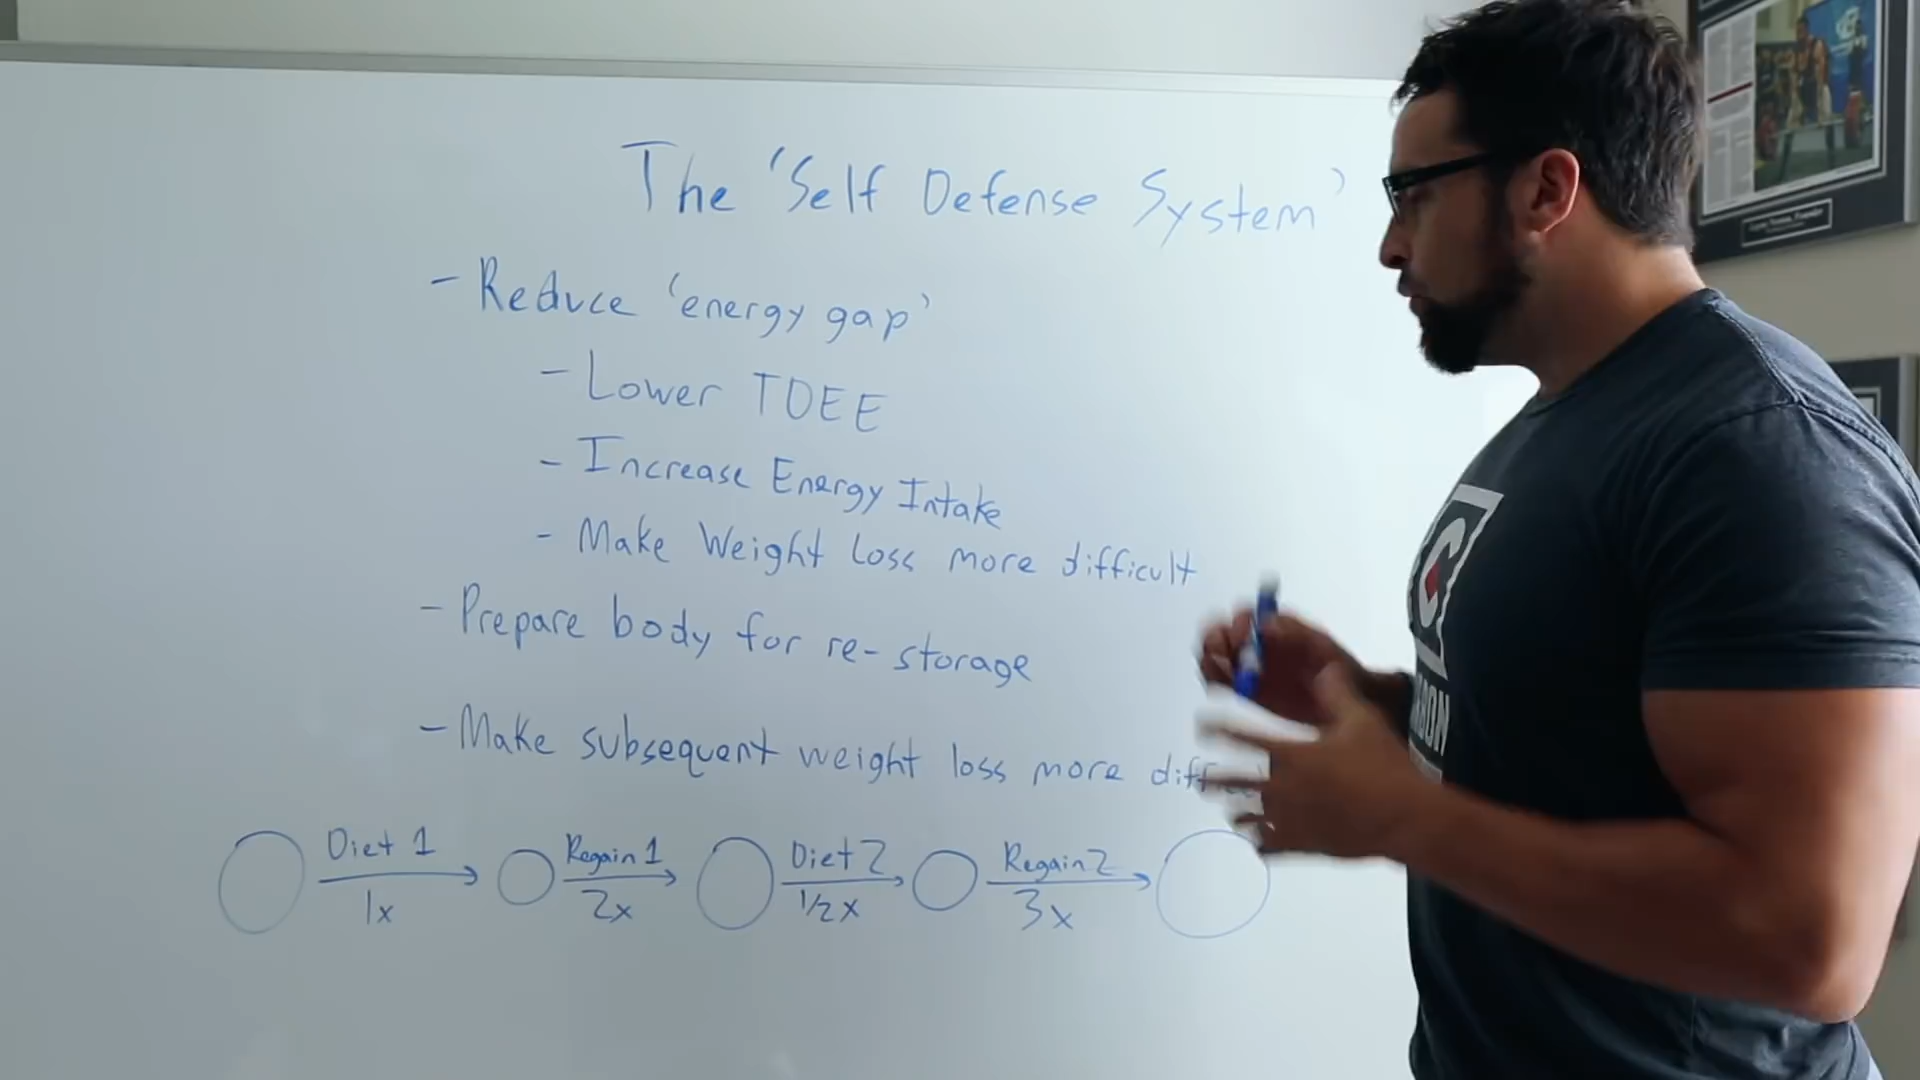 The 'Self Defense System'
- Reduce 'energy gap'
- Lower TDEE
- Increase Energy Intake
- Make Weight Loss more difficult
- Prepare body for re-storage
- Make subsequent weight loss more
Diet 1 Regain 1 Diet 2 Regain 2
1x 2x 1/2x 3x
C